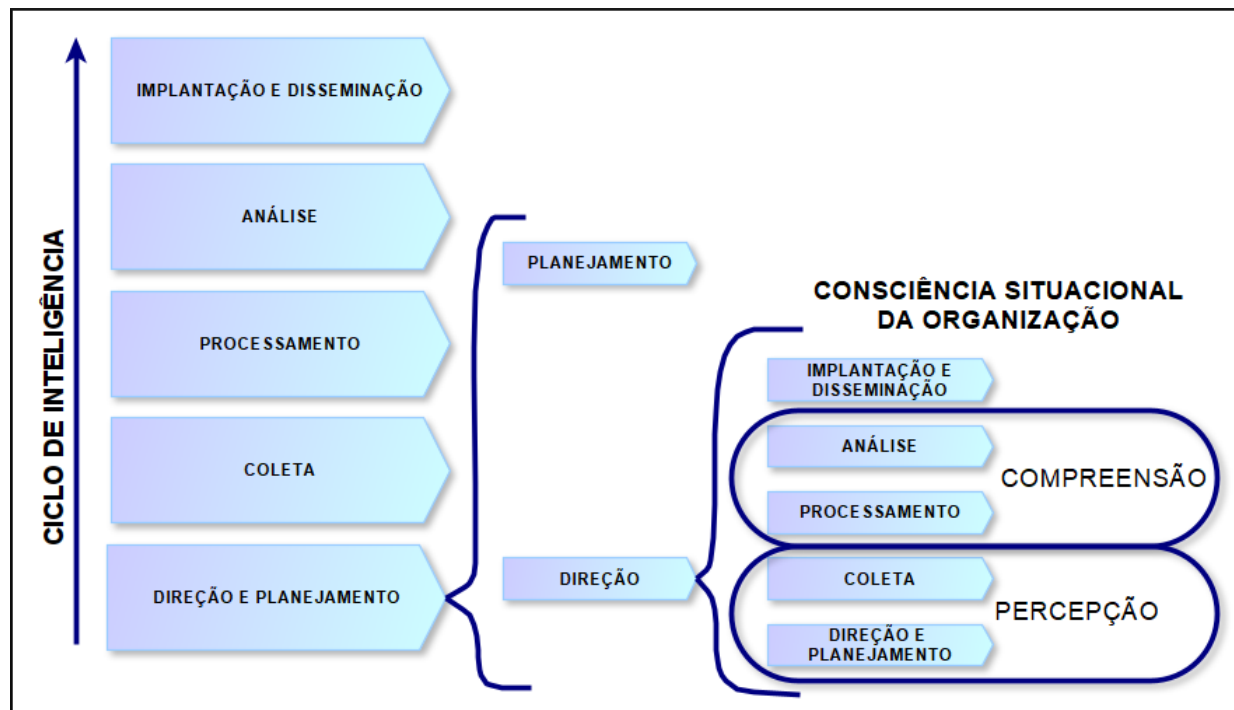 CICLO DE INTELIGÊNCIA
IMPLANTAÇÃO E DISSEMINAÇÃO
ANÁLISE
PROCESSAMENTO
COLETA
DIREÇÃO E PLANEJAMENTO
PLANEJAMENTO
DIREÇÃO
CONSCIÊNCIA SITUACIONAL
DA ORGANIZAÇÃO
IMPLANTAÇÃO E
DISSEMINAÇÃO
ANÁLISE
PROCESSAMENTO
COMPREENSÃO
COLETA
DIREÇÃO E
PLANEJAMENTO
PERCEPÇÃO